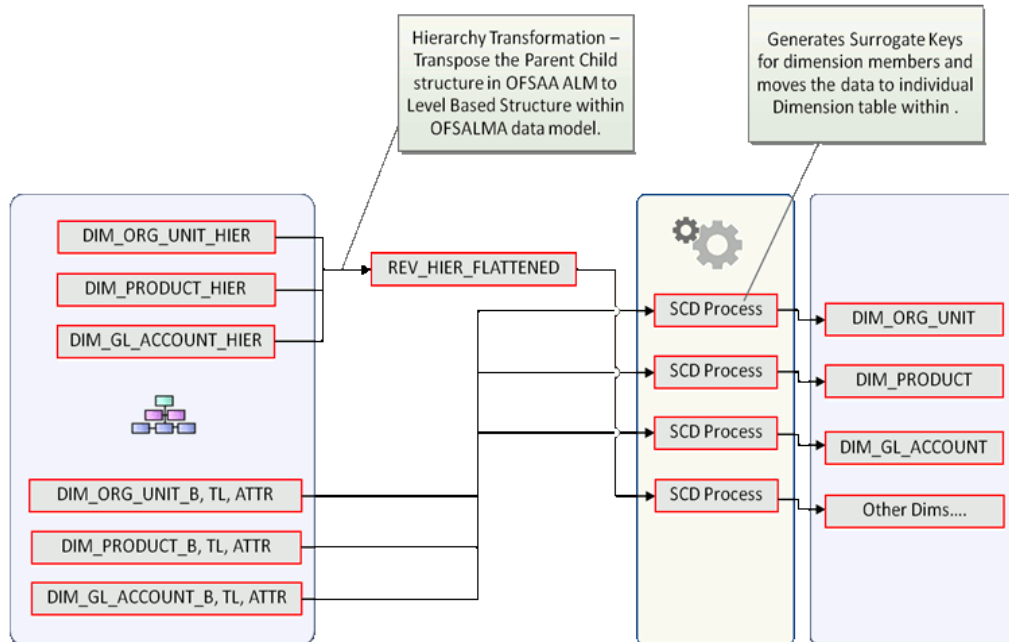 Hierarchy Transformation –
Transpose the Parent Child
structure in OFSAA ALM to
Level Based Structure within
OFSALMA data model.
Generates Surrogate Keys
for dimension members and
moves the data to individual
Dimension table within .
DIM_ORG_UNIT_HIER
DIM_PRODUCT_HIER
DIM_GL_ACCOUNT_HIER
REV_HIER_FLATTENED
DIM_ORG_UNIT_B, TL, ATTR
DIM_PRODUCT_B, TL, ATTR
DIM_GL_ACCOUNT_B, TL, ATTR
SCD Process
SCD Process
SCD Process
SCD Process
DIM_ORG_UNIT
DIM_PRODUCT
DIM_GL_ACCOUNT
Other Dims....